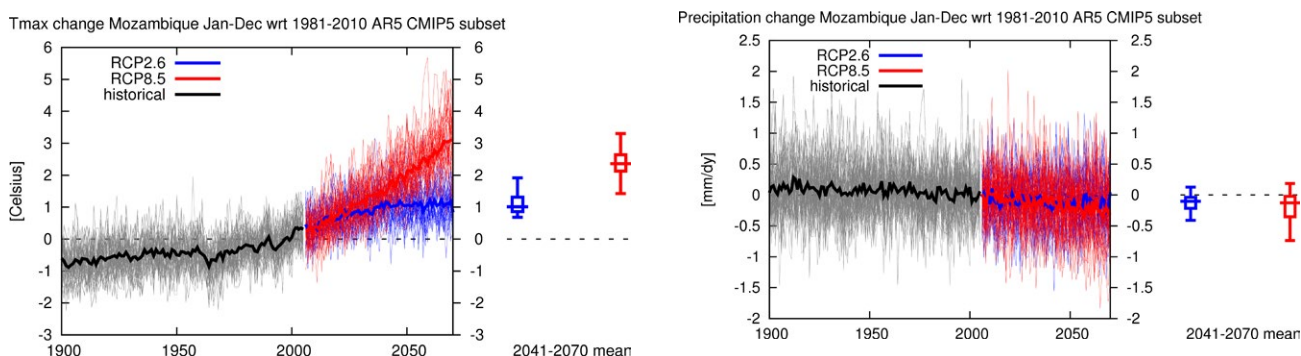 Tmax change Mozambique Jan-Dec wrt 1981-2010 AR5 CMIP5 subset
6 6
5 5
4 4
3 3
2 2
1 1
0 0
-1 -1
-2 -2
-3 -3
[Celsius]
RCP2.6
RCP8.5
historical
1900 1950 2000 2050 2041-2070 mean
Precipitation change Mozambique Jan-Dec wrt 1981-2010 AR5 CMIP5 subset
2.5 2.5
2 2
1.5 1.5
1 1
0.5 0.5
0 0
-0.5 -0.5
-1 -1
-1.5 -1.5
-2 -2
[mm/dy]
RCP2.6
RCP8.5
historical
1900 1950 2000 2050 2041-2070 mean